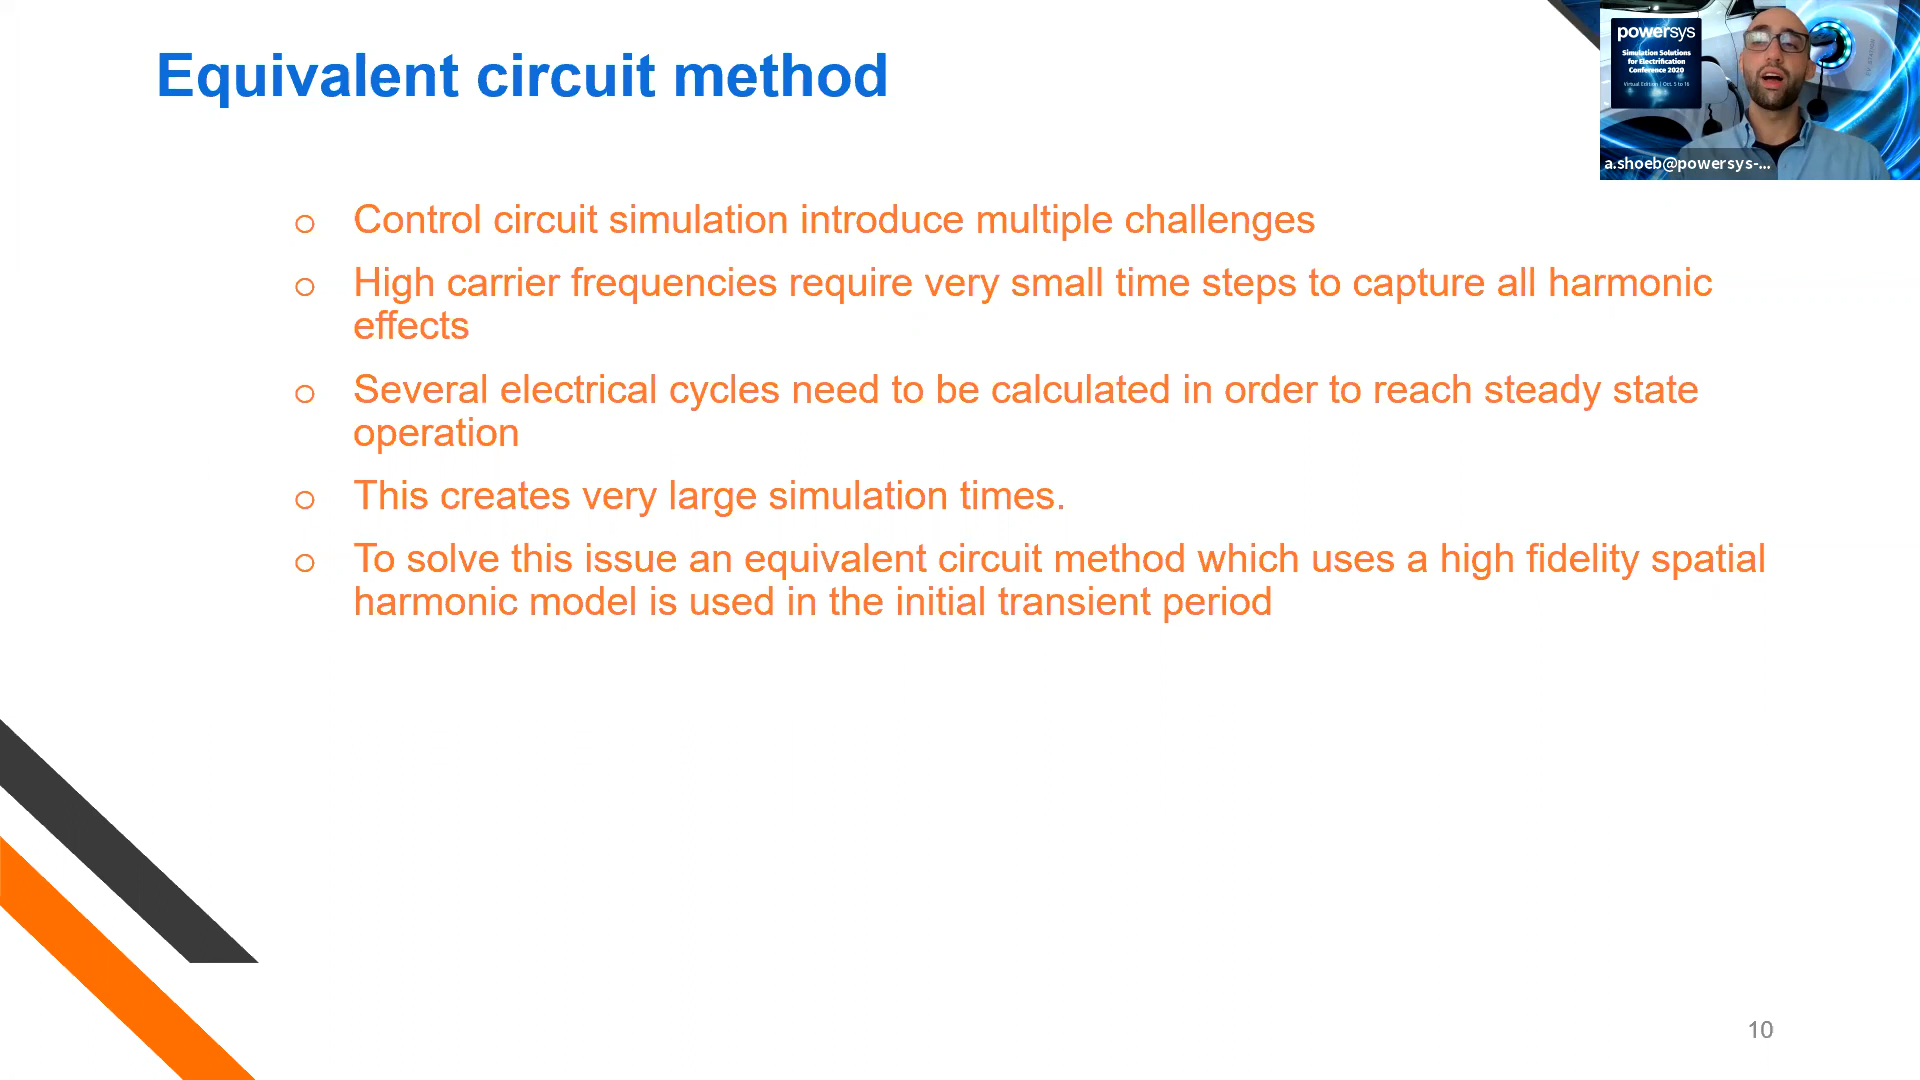 Equivalent circuit method
powersys
Simulation Solutions
for Electrification
Conference 2020
Virtual Edition | Oct. 5 to 16
a.shoeb@powersys-...
○ Control circuit simulation introduce multiple challenges
○ High carrier frequencies require very small time steps to capture all harmonic
effects
○ Several electrical cycles need to be calculated in order to reach steady state
operation
○ This creates very large simulation times.
○ To solve this issue an equivalent circuit method which uses a high fidelity spatial
harmonic model is used in the initial transient period
10